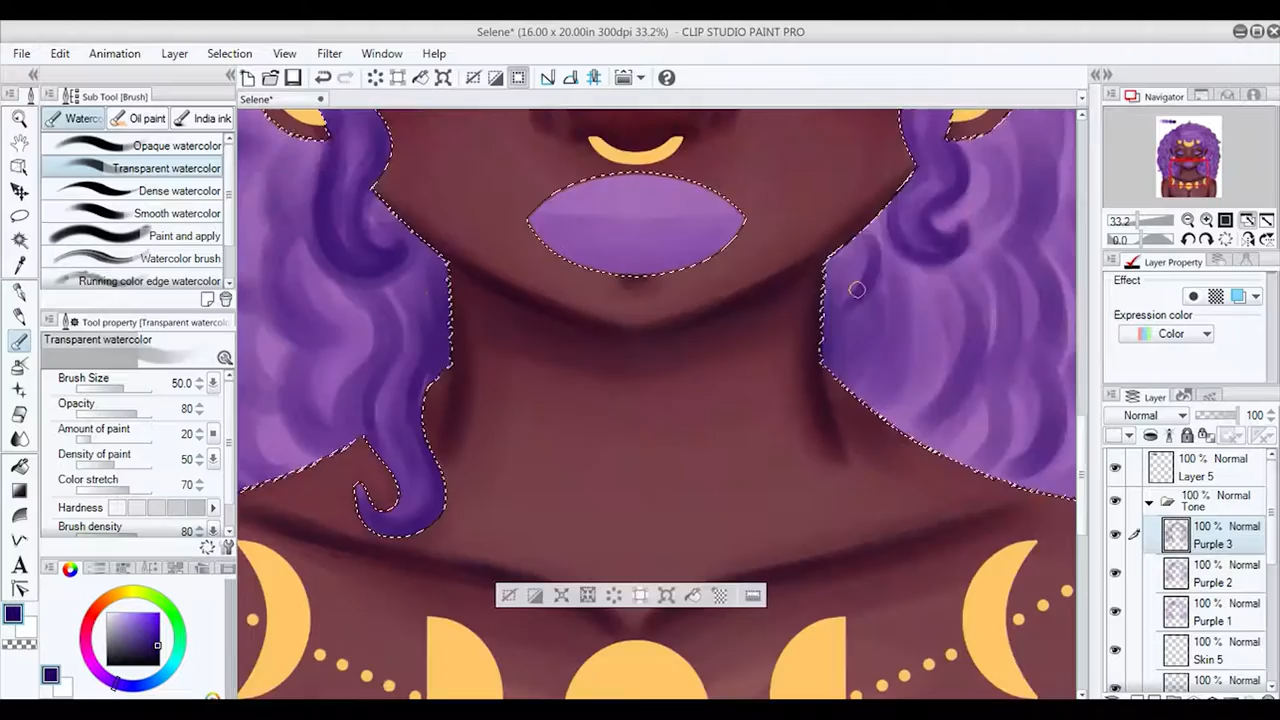 Selene* (16.00 x 20.00in 300dpi 33.2%) - CLIP STUDIO PAINT PRO
File Edit Animation Layer Selection View Filter Window Help
Sub Tool [Brush]
Selene*
Navigator
Waterco Oil paint India ink
Opaque watercolor
Transparent watercolor
Dense watercolor
Smooth watercolor
Paint and apply
Watercolor brush
Running color edge watercolor
Tool property [Transparent watercolo
Transparent watercolor
Brush Size 50.0
Opacity 80
Amount of paint 20
Density of paint 50
Color stretch 70
Hardness
Brush density 80
33.2
0.0
Layer Property
Effect
Expression color
Color
Layer
Normal 100
100 % Normal
Layer 5
100 % Normal
Tone
100 % Normal
Purple 3
100 % Normal
Purple 2
100 % Normal
Purple 1
100 % Normal
Skin 5
100 % Normal